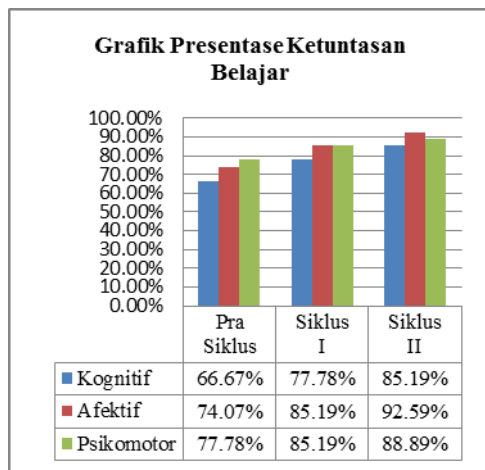 Grafik Presentase Ketuntasan
Belajar
100.00%
90.00%
80.00%
70.00%
60.00%
50.00%
40.00%
30.00%
20.00%
10.00%
0.00%
Pra Siklus Siklus
Siklus I II
Kognitif 66.67% 77.78% 85.19%
Afektif 74.07% 85.19% 92.59%
Psikomotor 77.78% 85.19% 88.89%